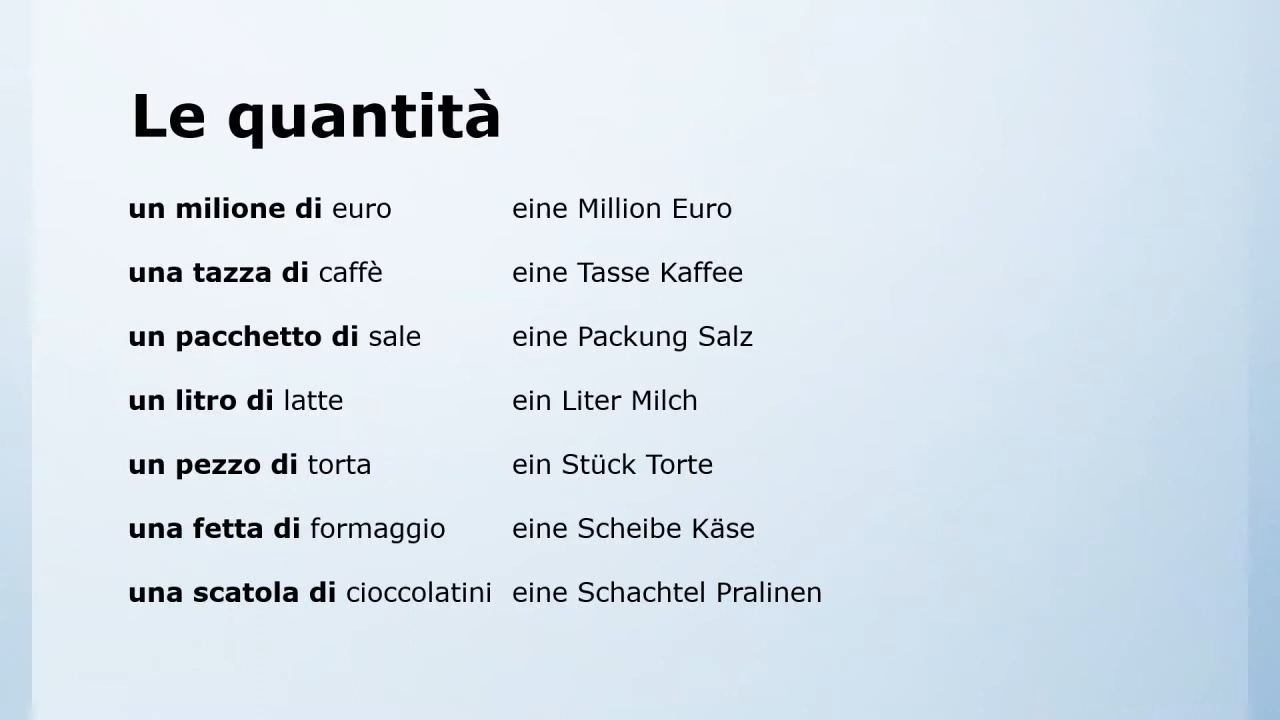 Le quantità
un milione di euro eine Million Euro
una tazza di caffè eine Tasse Kaffee
un pacchetto di sale eine Packung Salz
un litro di latte ein Liter Milch
un pezzo di torta ein Stück Torte
una fetta di formaggio eine Scheibe Käse
una scatola di cioccolatini eine Schachtel Pralinen